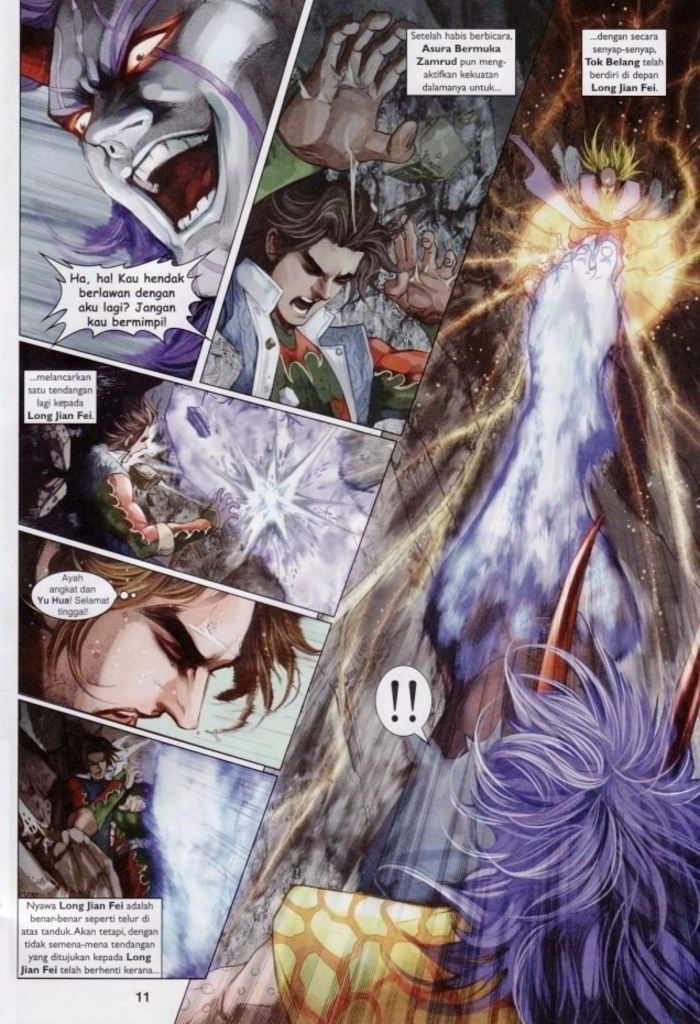 Ha, ha! Kau hendak
berlawan dengan
aku lagi? Jangan
kau bermimpi!
Setelah habis berbicara,
Asura Bermuka
Zamrud pun meng-
aktifkan kekuatan
dalamanya untuk...
...melancarkan
satu tendangan
lagi kepada
Long Jian Fei.
Ayah
angkat dan
Yu Hua! Selamat
tinggal!
Nyawa Long Jian Fei adalah
benar-benar seperti telur di
atas tanduk. Akan tetapi, dengan
tidak semena-mena tendangan
yang ditujukan kepada Long
Jian Fei telah berhenti kerana...
...dengan secara
senyap-senyap,
Tok Belang telah
berdiri di depan
Long Jian Fei.
!!
11